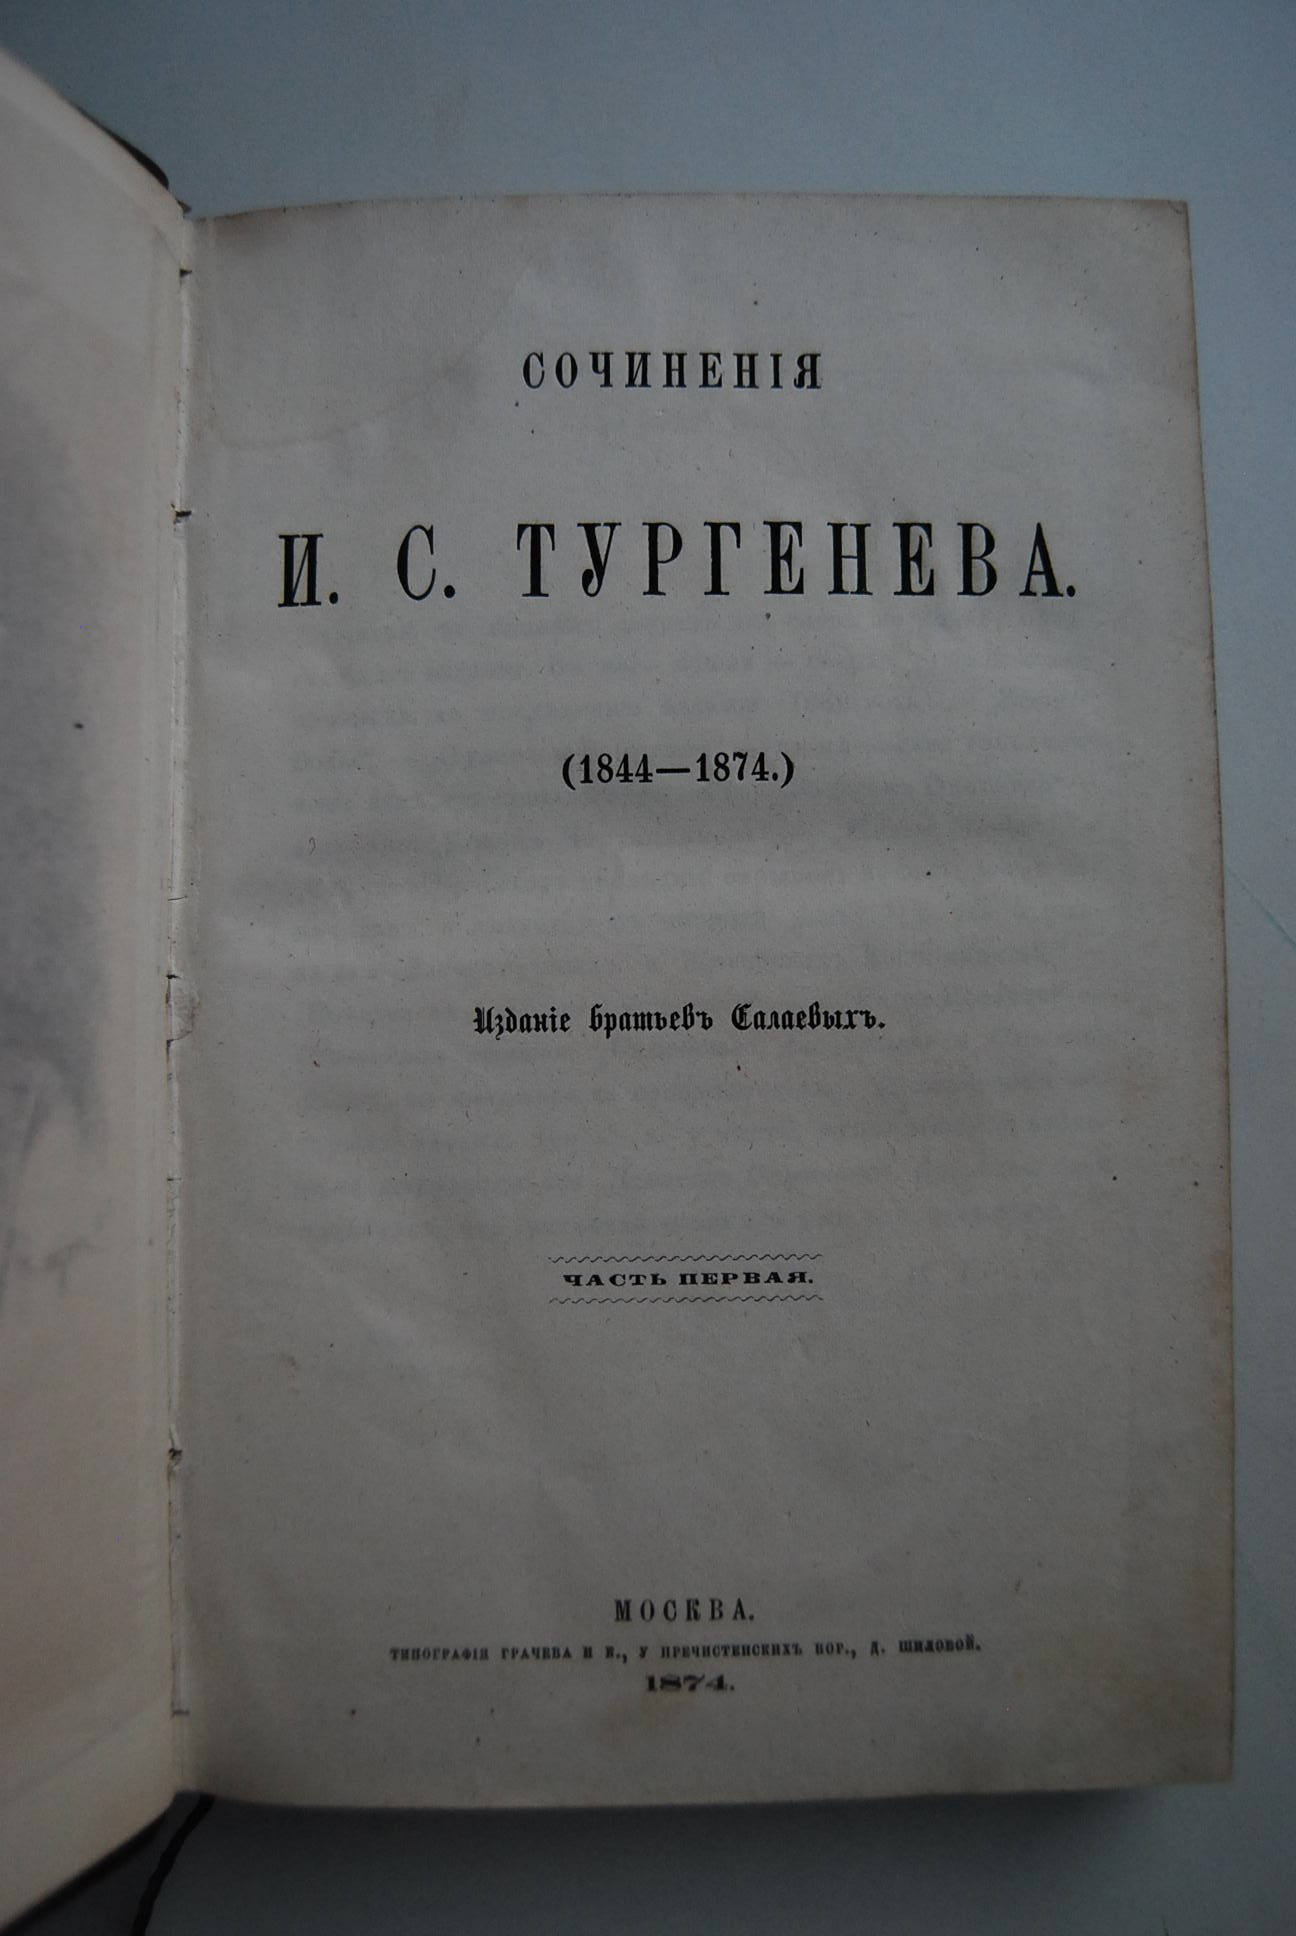 СОЧИНЕНІЯ
И. С. ТУРГЕНЕВА.
(1844—1874.)
Изданіе братьевъ Салаевыхъ.
ЧАСТЬ ПЕРВАЯ.
МОСКВА.
ТИПОГРАФІЯ ГРАЧЕВА И К., У ПРЕЧИСТЕНСКИХЪ ВОР., Д. ШИЛОВОЙ.
1874.